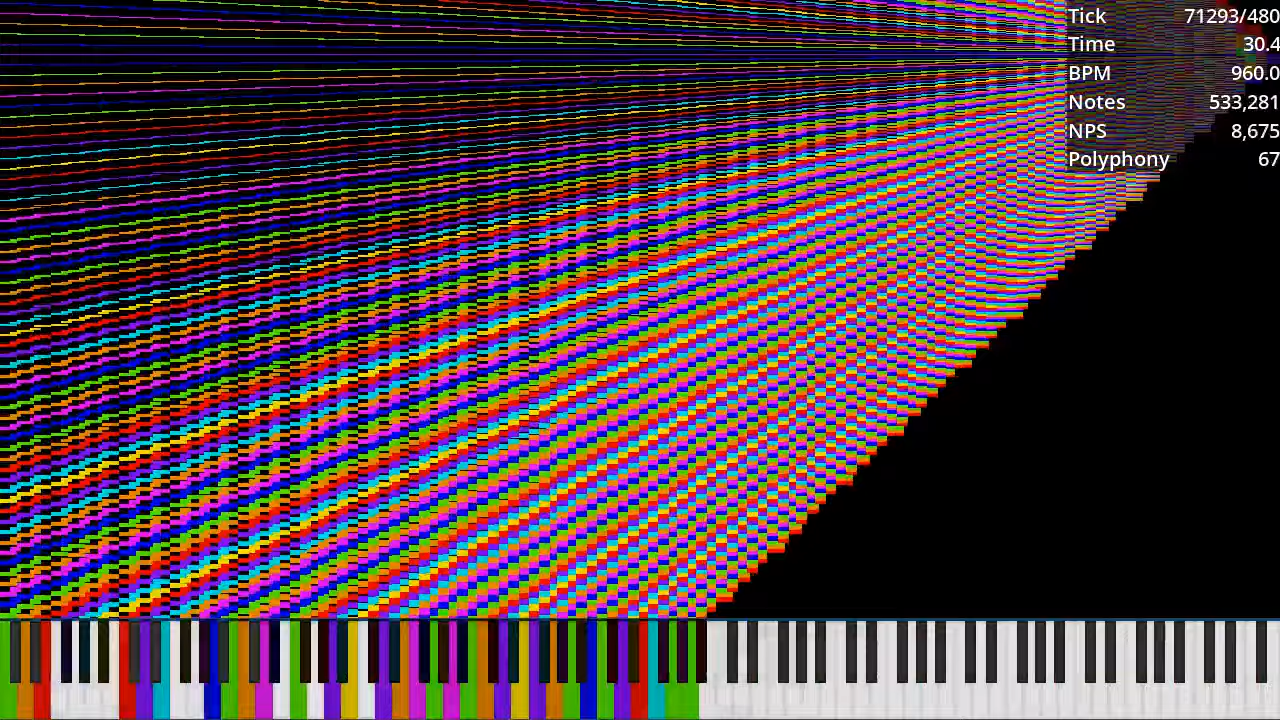 Tick 71293/480
Time 30.4
BPM 960.0
Notes 533,281
NPS 8,675
Polyphony 67